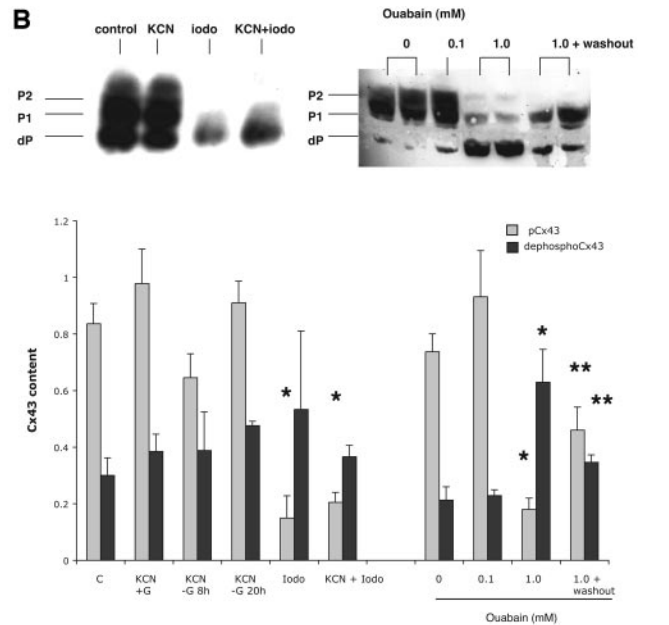 B
control KCN iodo KCN+iodo
P2
P1
dP
Ouabain (mM)
0 0.1 1.0 1.0 + washout
P2
P1
dP
Cx43 content
1.2
1
0.8
0.6
0.4
0.2
0
pCx43
dephosphoCx43
* * * * ** **
C KCN +G KCN -G 8h KCN -G 20h Iodo KCN + Iodo 0 0.1 1.0 1.0 + washout
Ouabain (mM)